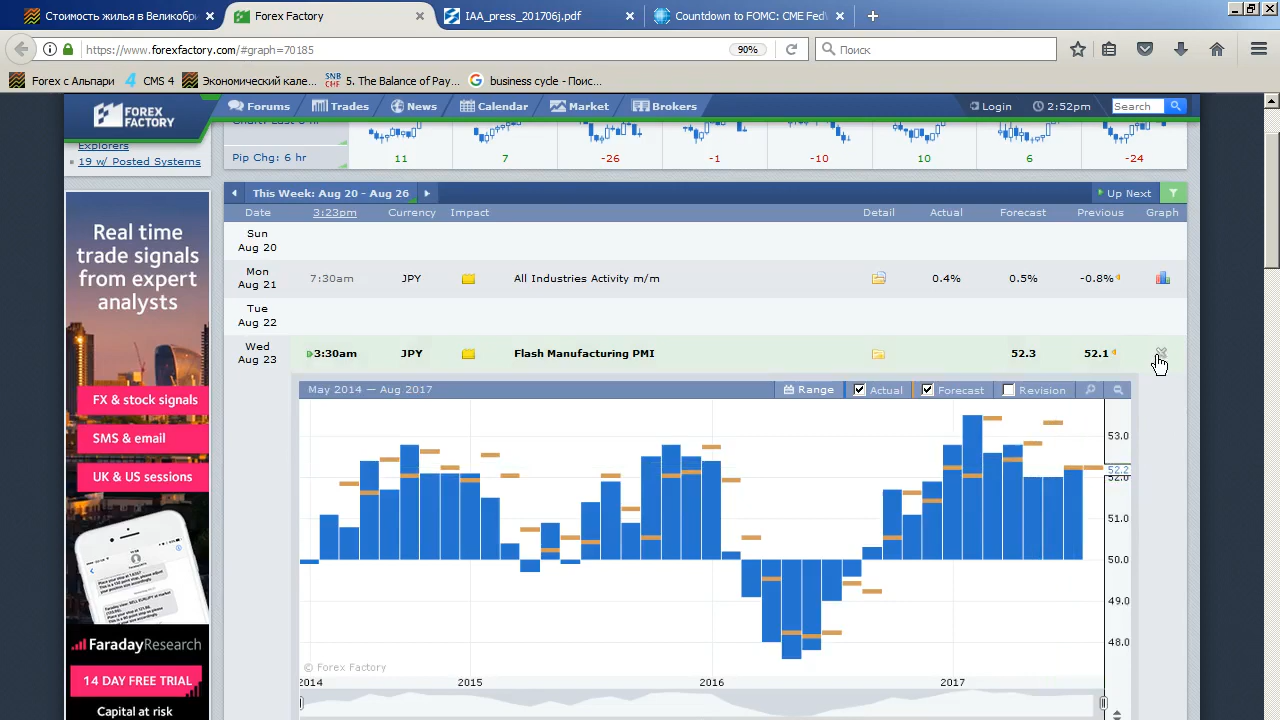 Стоимость жилья в Великобри
Forex Factory
IAA_press_201706j.pdf
Countdown to FOMC: CME Fed
https://www.forexfactory.com/#graph=70185
90%
Поиск
Forex с Альпари
CMS 4
Экономический кале...
SNB CHF
5. The Balance of Pay...
business cycle - Поис...
FOREX FACTORY
Forums
Trades
News
Calendar
Market
Brokers
Login
2:52pm
Search
Explorers
19 w/ Posted Systems
Pip Chg: 6 hr
11
7
-26
-1
-10
10
6
-24
This Week: Aug 20 - Aug 26
Up Next
Date
3:23pm
Currency
Impact
Detail
Actual
Forecast
Previous
Graph
Sun
Aug 20
Mon
Aug 21
7:30am
JPY
All Industries Activity m/m
0.4%
0.5%
-0.8%
Tue
Aug 22
Wed
Aug 23
3:30am
JPY
Flash Manufacturing PMI
52.3
52.1
May 2014 — Aug 2017
Range
Actual
Forecast
Revision
53.0
52.2
52.0
51.0
50.0
49.0
48.0
© Forex Factory
2014
2015
2016
2017
Real time
trade signals
from expert
analysts
FX & stock signals
SMS & email
UK & US sessions
FaradayResearch
14 DAY FREE TRIAL
Capital at risk